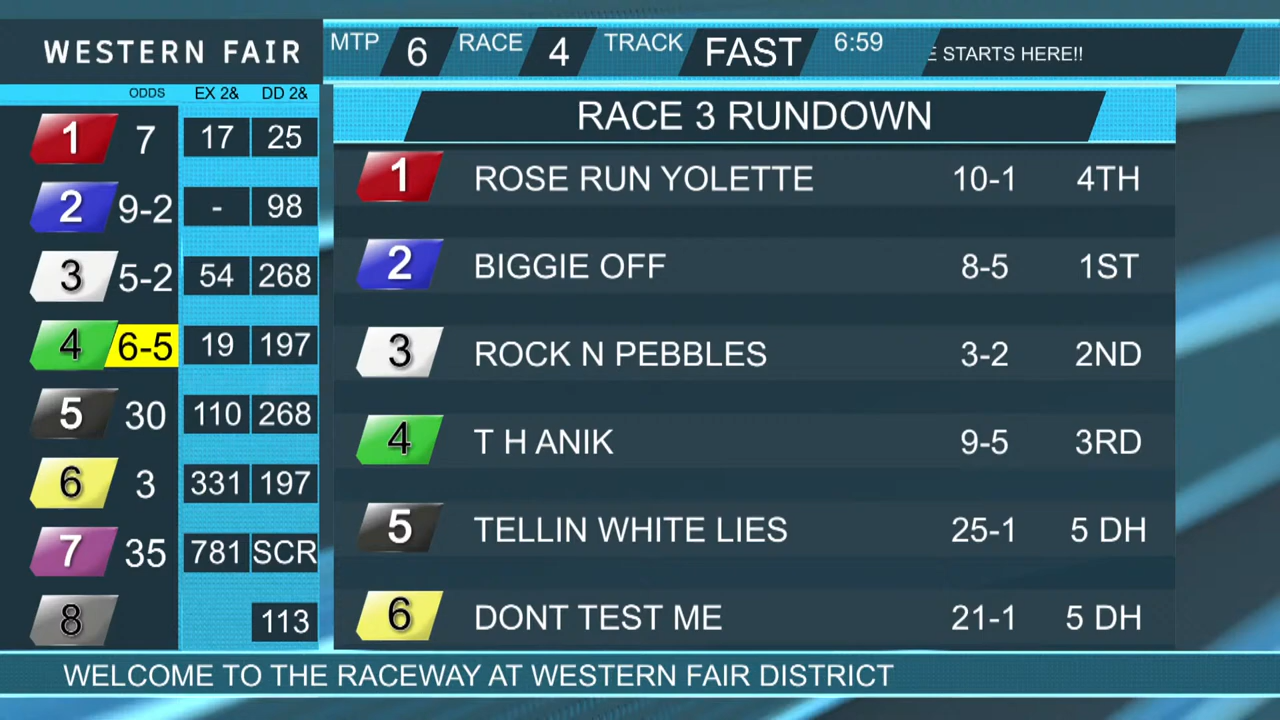 WESTERN FAIR
MTP 6 RACE 4 TRACK FAST 6:59 E STARTS HERE!!
ODDS EX 2& DD 2&
1 7 17 25
2 9-2 - 98
3 5-2 54 268
4 6-5 19 197
5 30 110 268
6 3 331 197
7 35 781 SCR
8 113
RACE 3 RUNDOWN
1 ROSE RUN YOLETTE 10-1 4TH
2 BIGGIE OFF 8-5 1ST
3 ROCK N PEBBLES 3-2 2ND
4 T H ANIK 9-5 3RD
5 TELLIN WHITE LIES 25-1 5 DH
6 DONT TEST ME 21-1 5 DH
WELCOME TO THE RACEWAY AT WESTERN FAIR DISTRICT